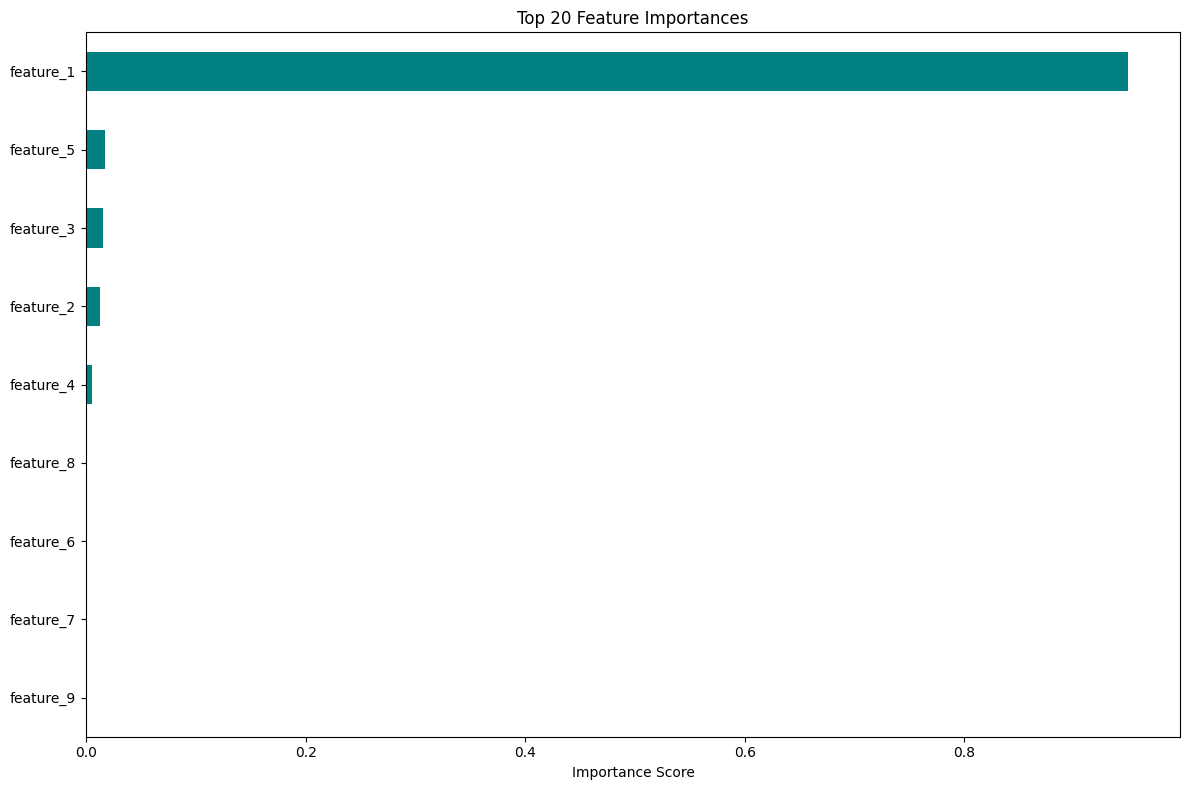 Top 20 Feature Importances
feature_1
feature_5
feature_3
feature_2
feature_4
feature_8
feature_6
feature_7
feature_9
0.0 0.2 0.4 0.6 0.8
Importance Score